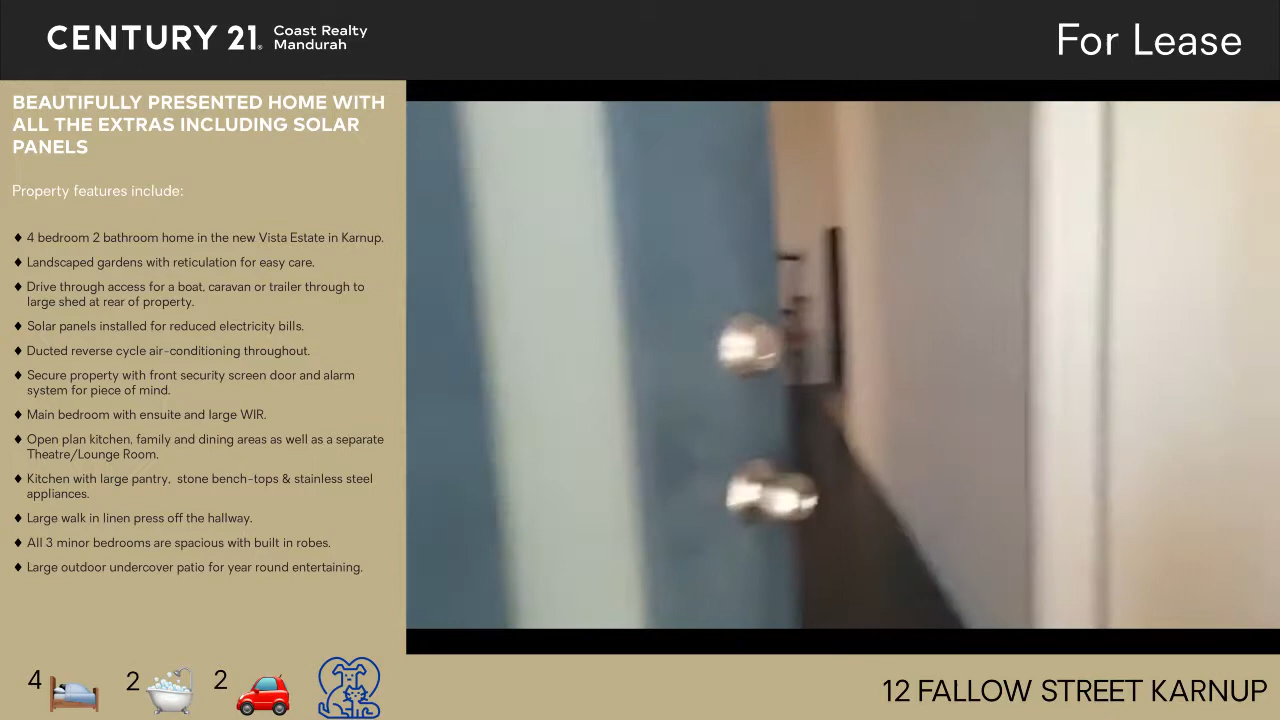 CENTURY 21® Coast Realty
Mandurah
For Lease
BEAUTIFULLY PRESENTED HOME WITH
ALL THE EXTRAS INCLUDING SOLAR
PANELS
Property features include:
♦ 4 bedroom 2 bathroom home in the new Vista Estate in Karnup.
♦ Landscaped gardens with reticulation for easy care.
♦ Drive through access for a boat, caravan or trailer through to
large shed at rear of property.
♦ Solar panels installed for reduced electricity bills.
♦ Ducted reverse cycle air-conditioning throughout.
♦ Secure property with front security screen door and alarm
system for piece of mind.
♦ Main bedroom with ensuite and large WIR.
♦ Open plan kitchen, family and dining areas as well as a separate
Theatre/Lounge Room.
♦ Kitchen with large pantry, stone bench-tops & stainless steel
appliances.
♦ Large walk in linen press off the hallway.
♦ All 3 minor bedrooms are spacious with built in robes.
♦ Large outdoor undercover patio for year round entertaining.
4 2 2
12 FALLOW STREET KARNUP